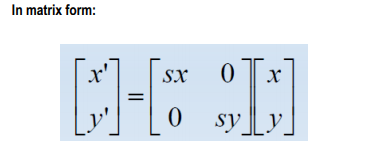 In matrix form:
[x'] = [sx 0] [x]
[y'] = [0 sy] [y]